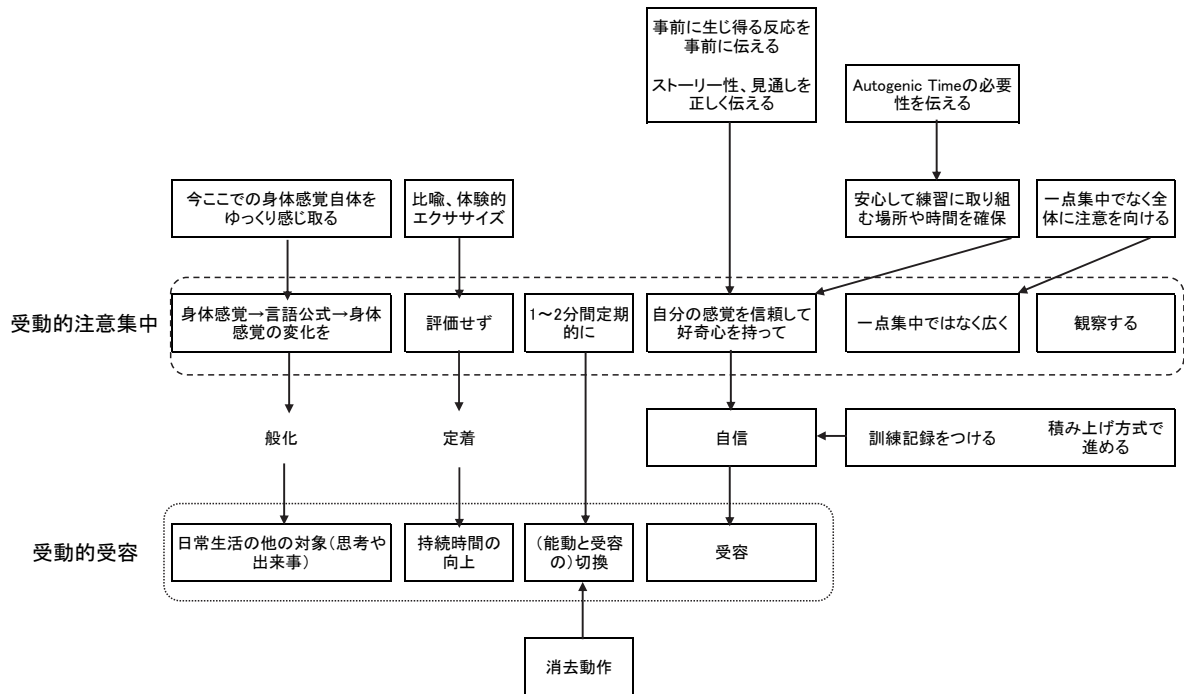 事前に生じ得る反応を
事前に伝える
ストーリー性、見通しを
正しく伝える
Autogenic Timeの必要
性を伝える
今ここでの身体感覚自体を
ゆっくり感じ取る
比喩、体験的
エクササイズ
安心して練習に取り組
む場所や時間を確保
一点集中でなく全
体に注意を向ける
受動的注意集中
身体感覚→言語公式→身体
感覚の変化を
評価せず
1～2分間定期
的に
自分の感覚を信頼して
好奇心を持って
一点集中ではなく広く
観察する
般化
定着
自信
訓練記録をつける
積み上げ方式で
進める
受動的受容
日常生活の他の対象(思考や
出来事)
持続時間の
向上
(能動と受容
の)切換
受容
消去動作